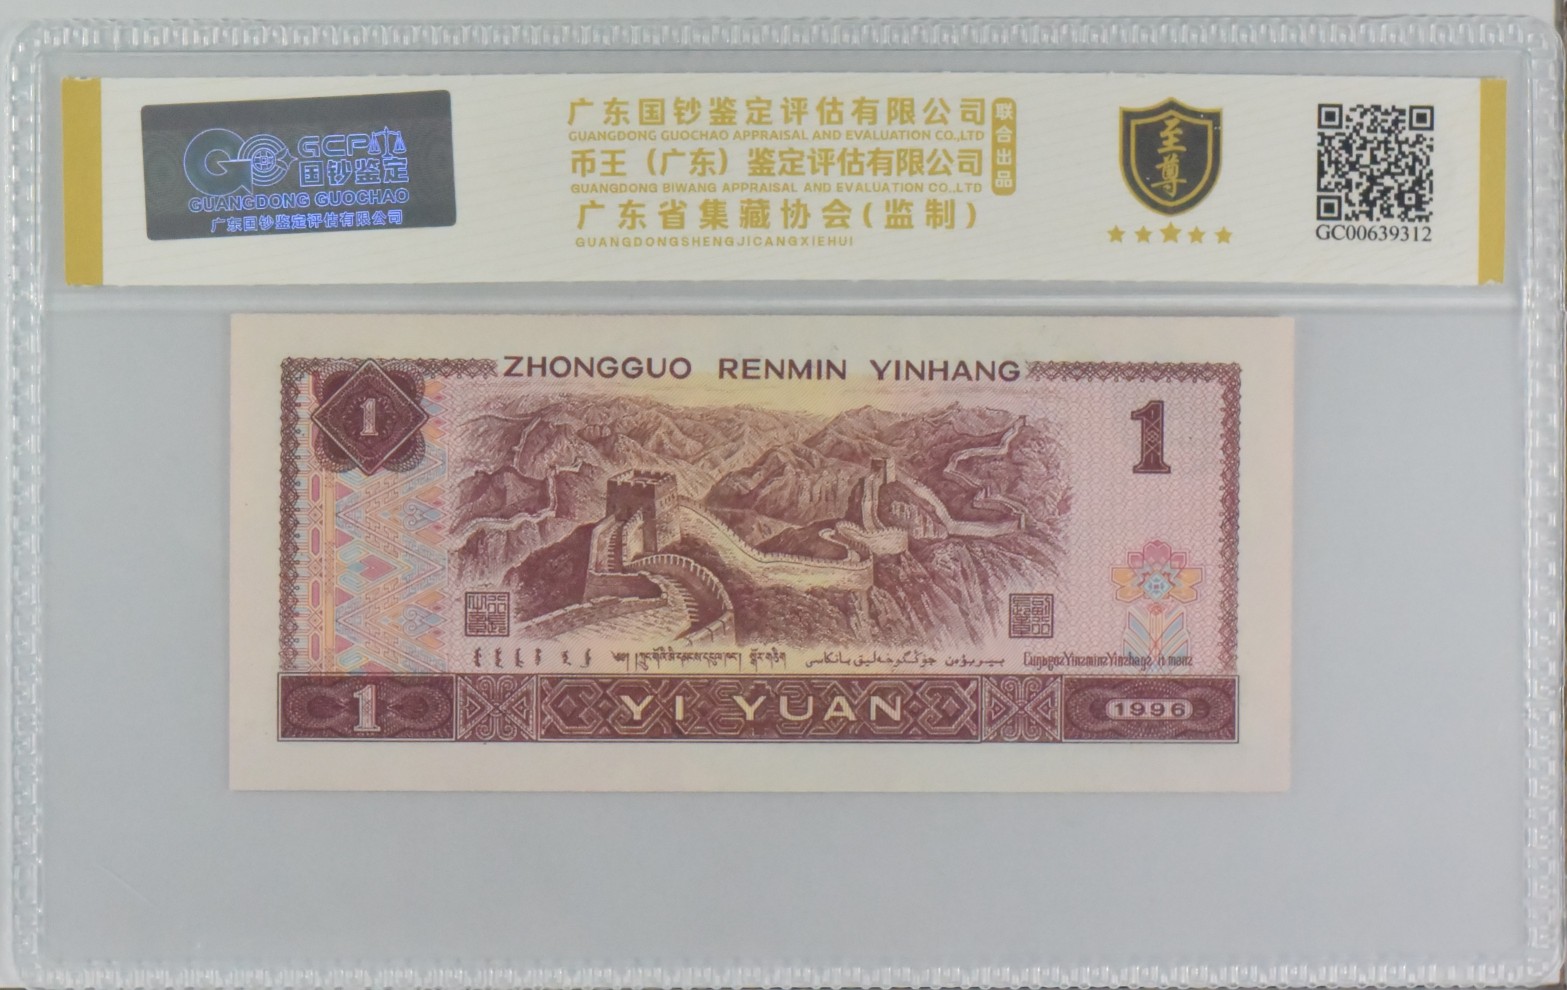 GCP
国钞鉴定
GUANGDONG GUOCHAO
广东国钞鉴定评估有限公司
广东国钞鉴定评估有限公司
GUANGDONG GUOCHAO APPRAISAL AND EVALUATION CO.,LTD
币王（广东）鉴定评估有限公司
GUANGDONG BIWANG APPRAISAL AND EVALUATION CO.,LTD
联合出品
广东省集藏协会(监制)
GUANGDONGSHENGJICANGXIEHUI
至尊
GC00639312
ZHONGGUO RENMIN YINHANG
1
1
1
YI YUAN
1996